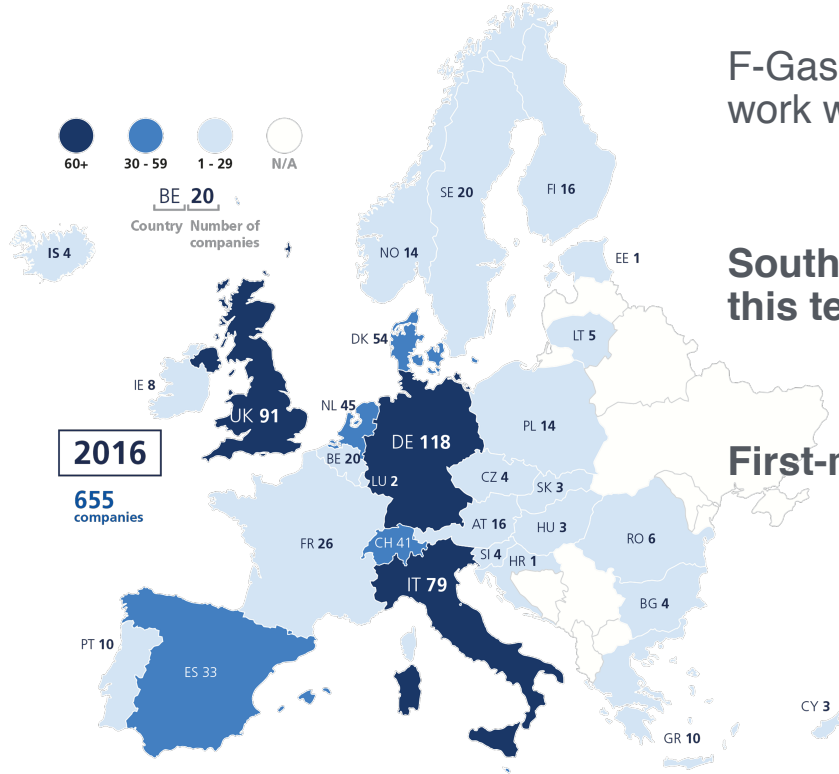 F-Gas
work w
60+
30 - 59
1 - 29
N/A
BE 20
Country Number of
companies
SE 20
FI 16
IS 4
NO 14
EE 1
South
this te
DK 54
LT 5
IE 8
NL 45
UK 91
DE 118
PL 14
2016
BE 20
First-r
LU 2
CZ 4
SK 3
655
companies
AT 16
HU 3
FR 26
CH 41
RO 6
SI 4
HR 1
IT 79
BG 4
PT 10
ES 33
CY 3
GR 10